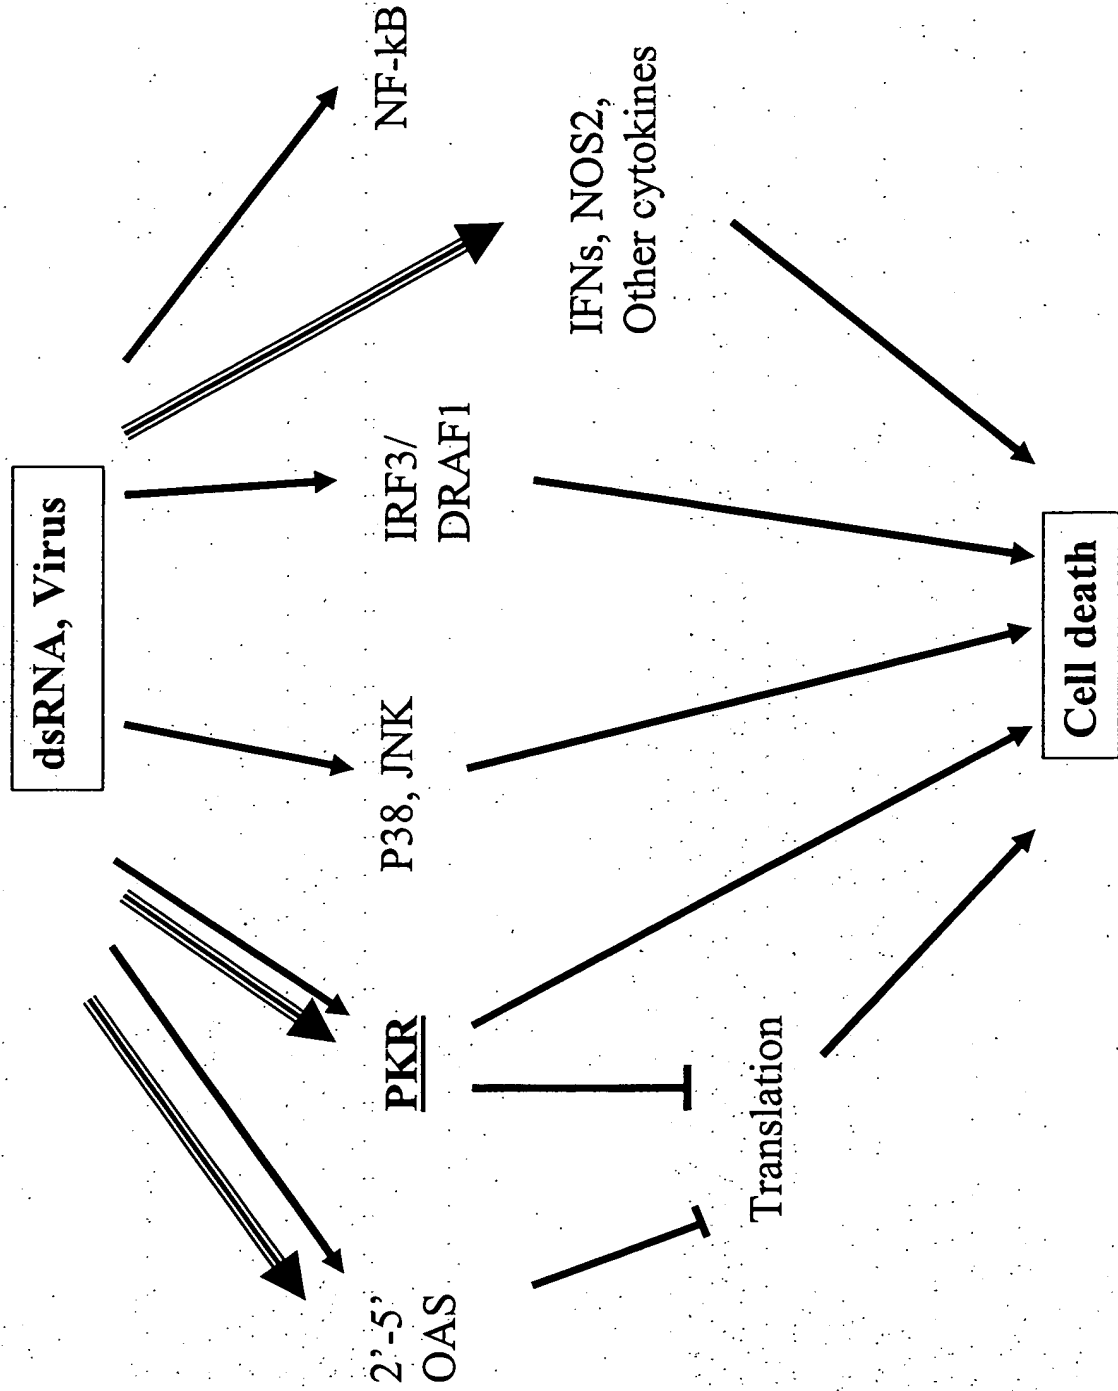 dsRNA, Virus
2’-5’
OAS
PKR
P38, JNK
IRF3/
DRAF1
NF-kB
IFNs, NOS2,
Other cytokines
Translation
Cell death